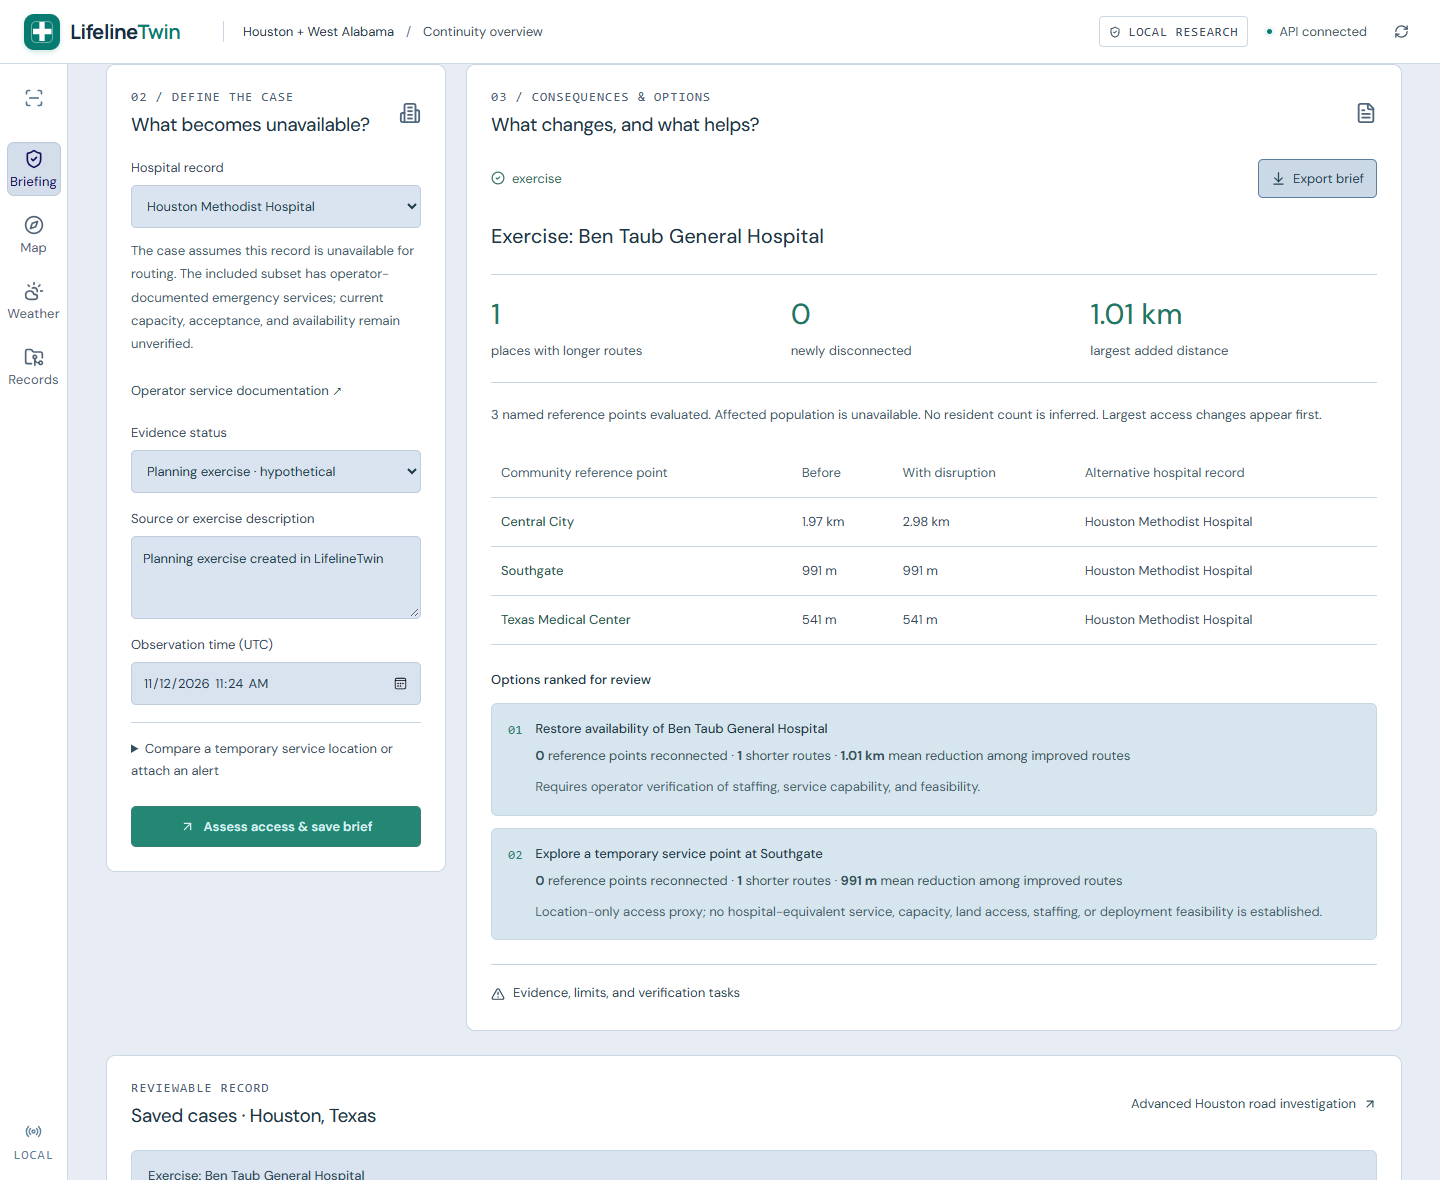 LifelineTwin
Houston + West Alabama / Continuity overview
LOCAL RESEARCH
API connected
Briefing
Map
Weather
Records
LOCAL
02 / DEFINE THE CASE
What becomes unavailable?
Hospital record
Houston Methodist Hospital
The case assumes this record is unavailable for
routing. The included subset has operator-
documented emergency services; current
capacity, acceptance, and availability remain
unverified.
Operator service documentation ↗
Evidence status
Planning exercise · hypothetical
Source or exercise description
Planning exercise created in LifelineTwin
Observation time (UTC)
11/12/2026 11:24 AM
Compare a temporary service location or
attach an alert
Assess access & save brief
03 / CONSEQUENCES & OPTIONS
What changes, and what helps?
exercise
Export brief
Exercise: Ben Taub General Hospital
1
places with longer routes
0
newly disconnected
1.01 km
largest added distance
3 named reference points evaluated. Affected population is unavailable. No resident count is inferred. Largest access changes appear first.
Community reference point Before With disruption Alternative hospital record
Central City 1.97 km 2.98 km Houston Methodist Hospital
Southgate 991 m 991 m Houston Methodist Hospital
Texas Medical Center 541 m 541 m Houston Methodist Hospital
Options ranked for review
01 Restore availability of Ben Taub General Hospital
0 reference points reconnected · 1 shorter routes · 1.01 km mean reduction among improved routes
Requires operator verification of staffing, service capability, and feasibility.
02 Explore a temporary service point at Southgate
0 reference points reconnected · 1 shorter routes · 991 m mean reduction among improved routes
Location-only access proxy; no hospital-equivalent service, capacity, land access, staffing, or deployment feasibility is established.
Evidence, limits, and verification tasks
REVIEWABLE RECORD
Saved cases · Houston, Texas
Advanced Houston road investigation
Exercise: Ben Taub General Hospital